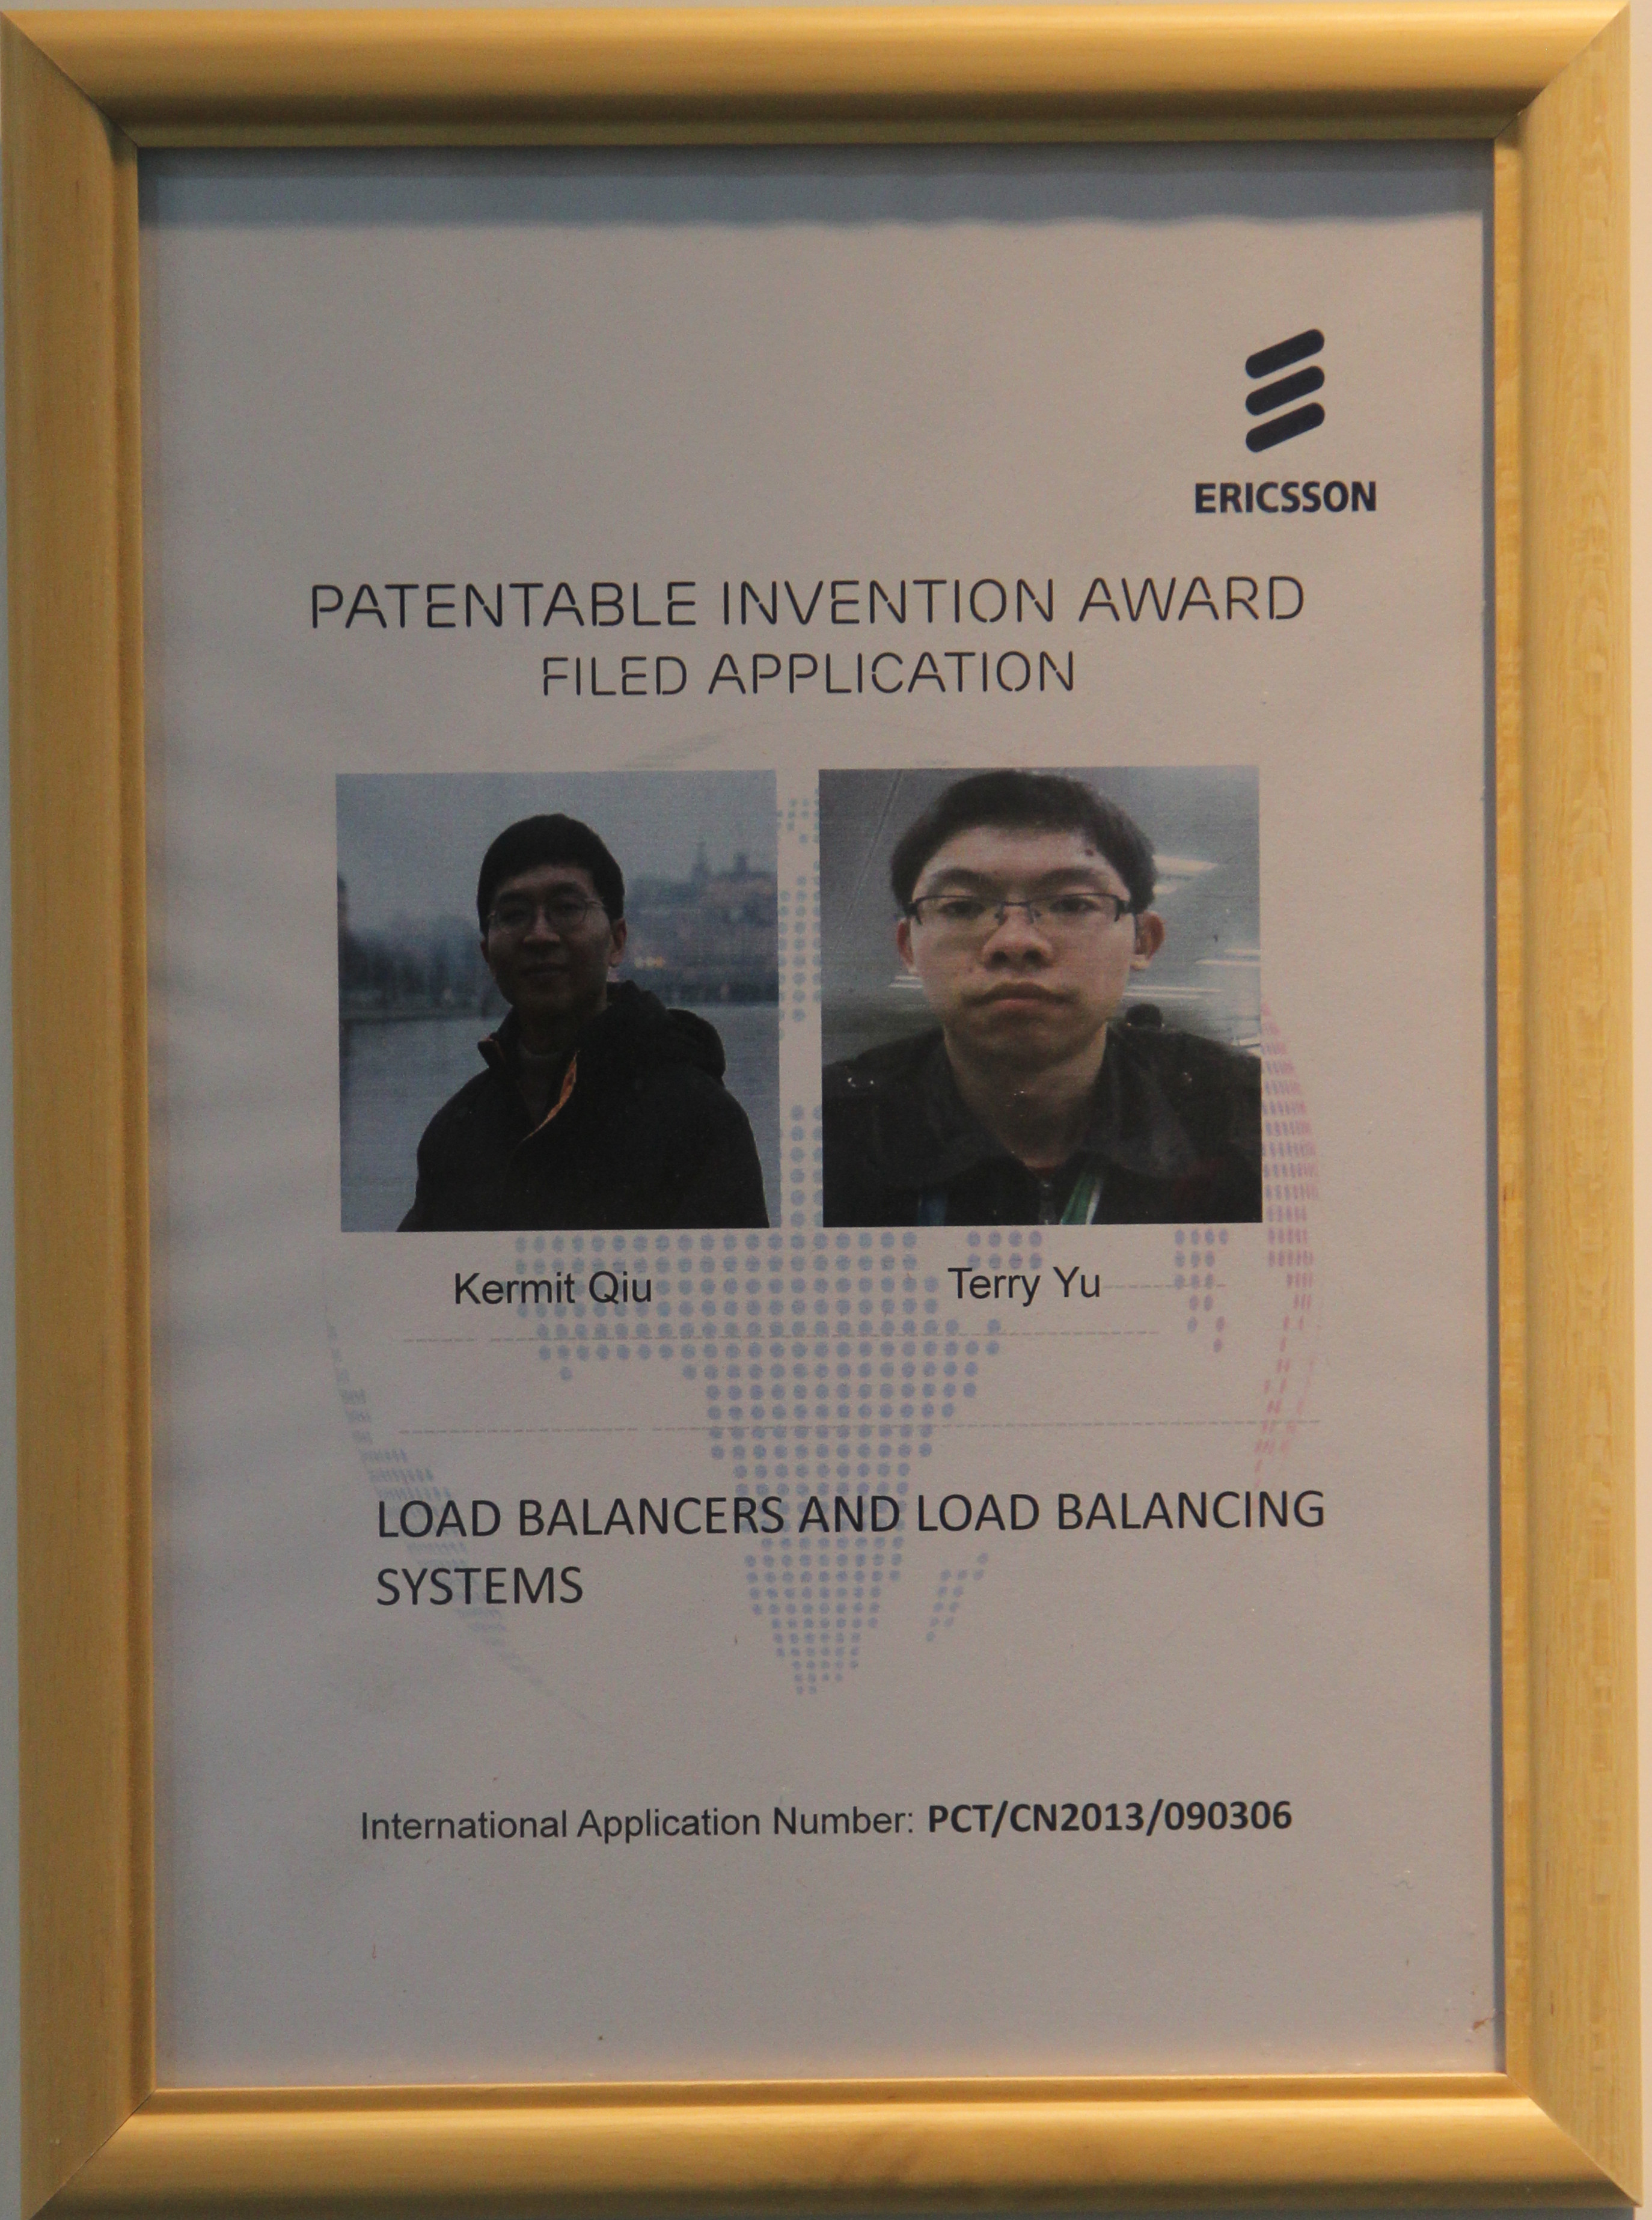 ERICSSON
PATENTABLE INVENTION AWARD
FILED APPLICATION
Kermit Qiu
Terry Yu
LOAD BALANCERS AND LOAD BALANCING
SYSTEMS
International Application Number: PCT/CN2013/090306